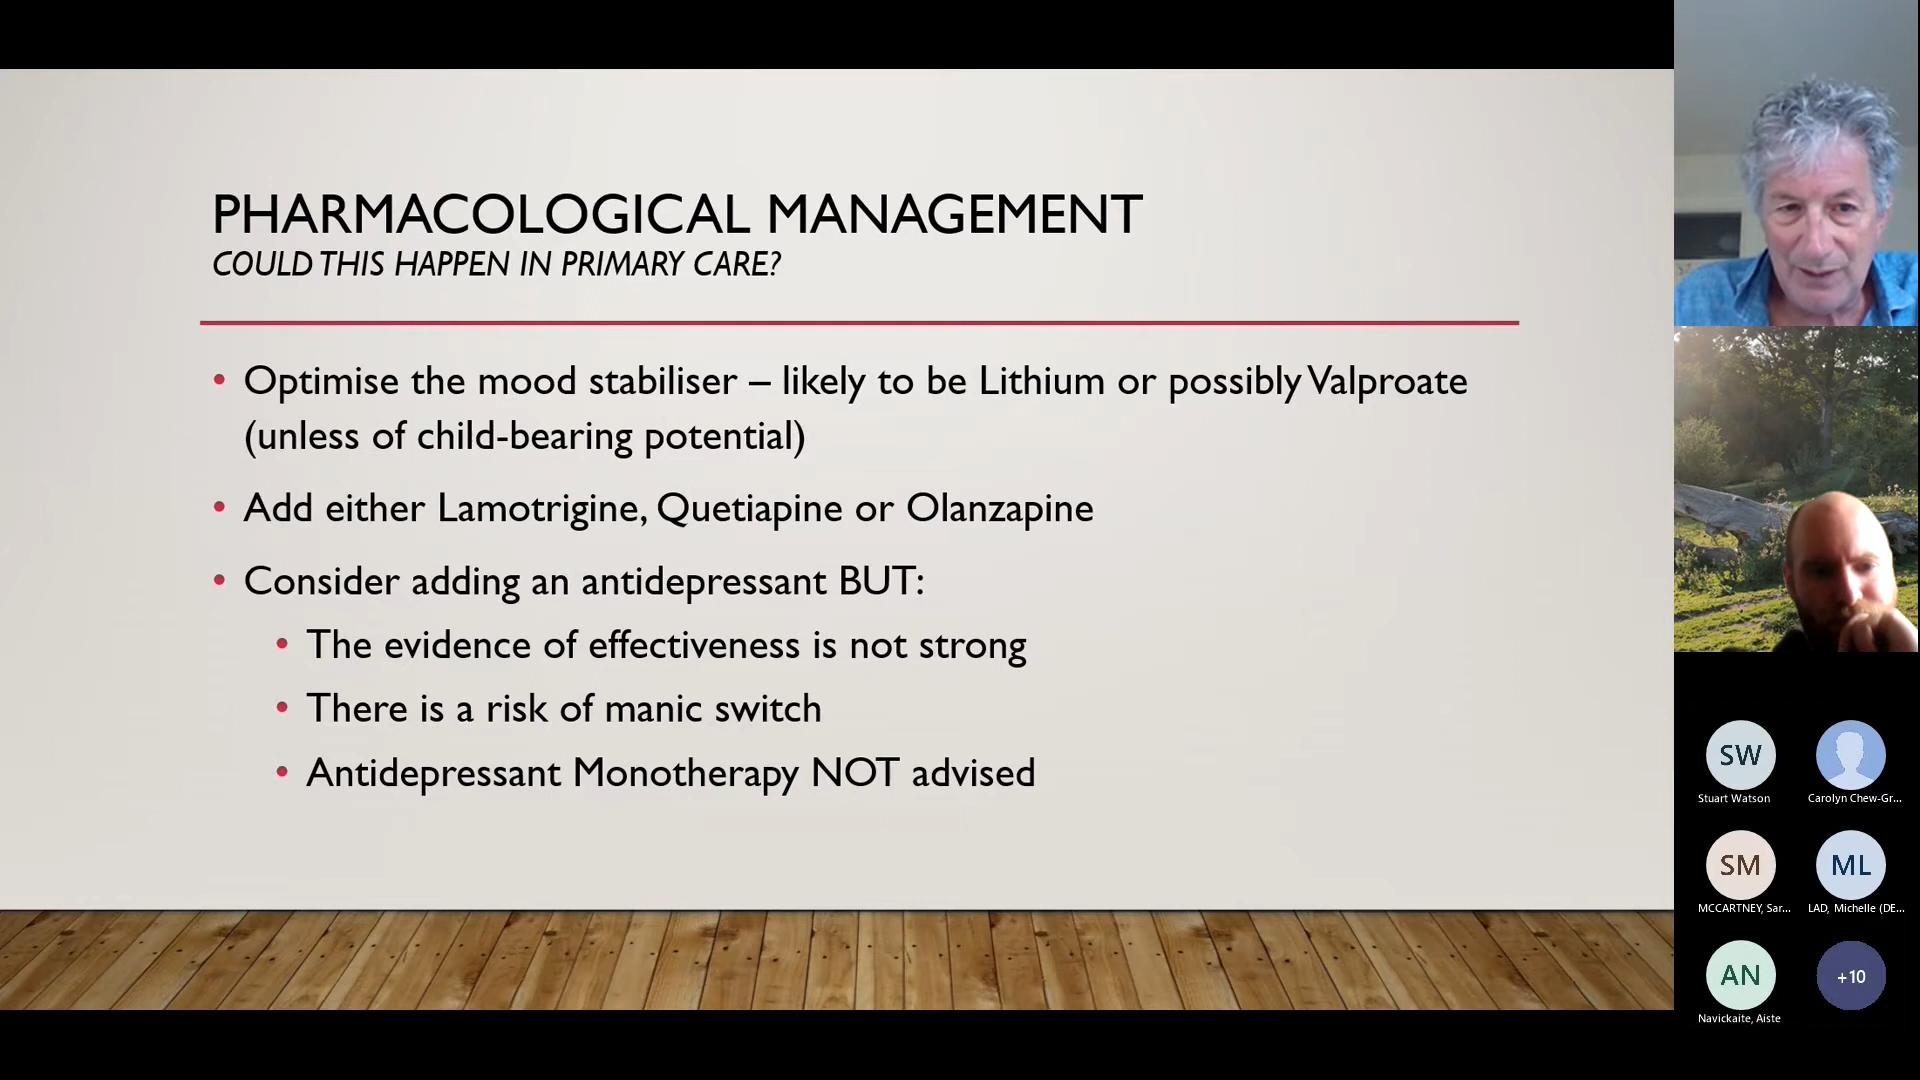 PHARMACOLOGICAL MANAGEMENT
COULD THIS HAPPEN IN PRIMARY CARE?
• Optimise the mood stabiliser – likely to be Lithium or possibly Valproate
(unless of child-bearing potential)
• Add either Lamotrigine, Quetiapine or Olanzapine
• Consider adding an antidepressant BUT:
• The evidence of effectiveness is not strong
• There is a risk of manic switch
• Antidepressant Monotherapy NOT advised
SW
Stuart Watson
Carolyn Chew-Gr...
SM
ML
MCCARTNEY, Sar...
LAD, Michelle (DE...
AN
+10
Navickaite, Aiste